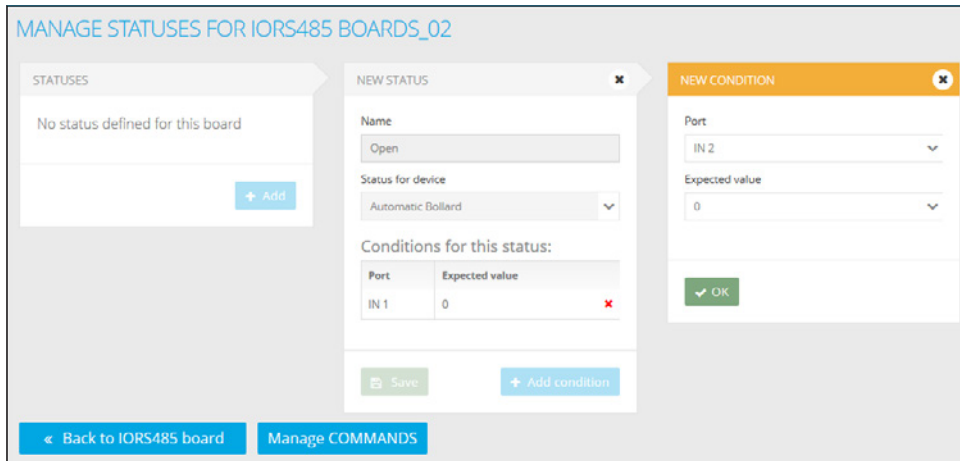 MANAGE STATUSES FOR IORS485 BOARDS_02
STATUSES
No status defined for this board
+ Add
NEW STATUS
Name
Open
Status for device
Automatic Bollard
Conditions for this status:
Port Expected value
IN 1 0
Save
+ Add condition
NEW CONDITION
Port
IN 2
Expected value
0
OK
« Back to IORS485 board
Manage COMMANDS